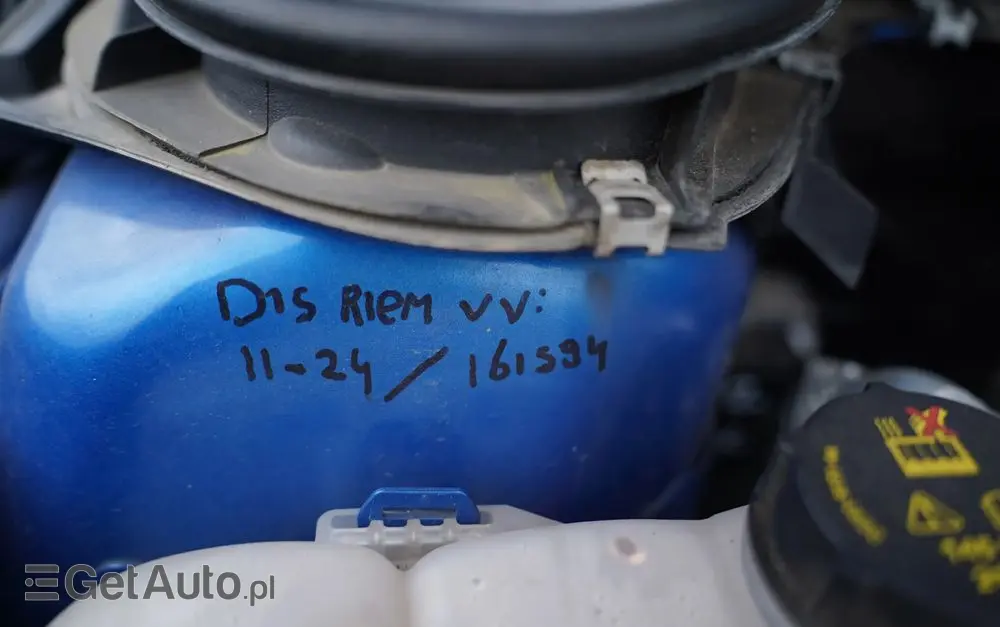 DIS RIEM VV:
11-24 / 161594
GetAuto.pl